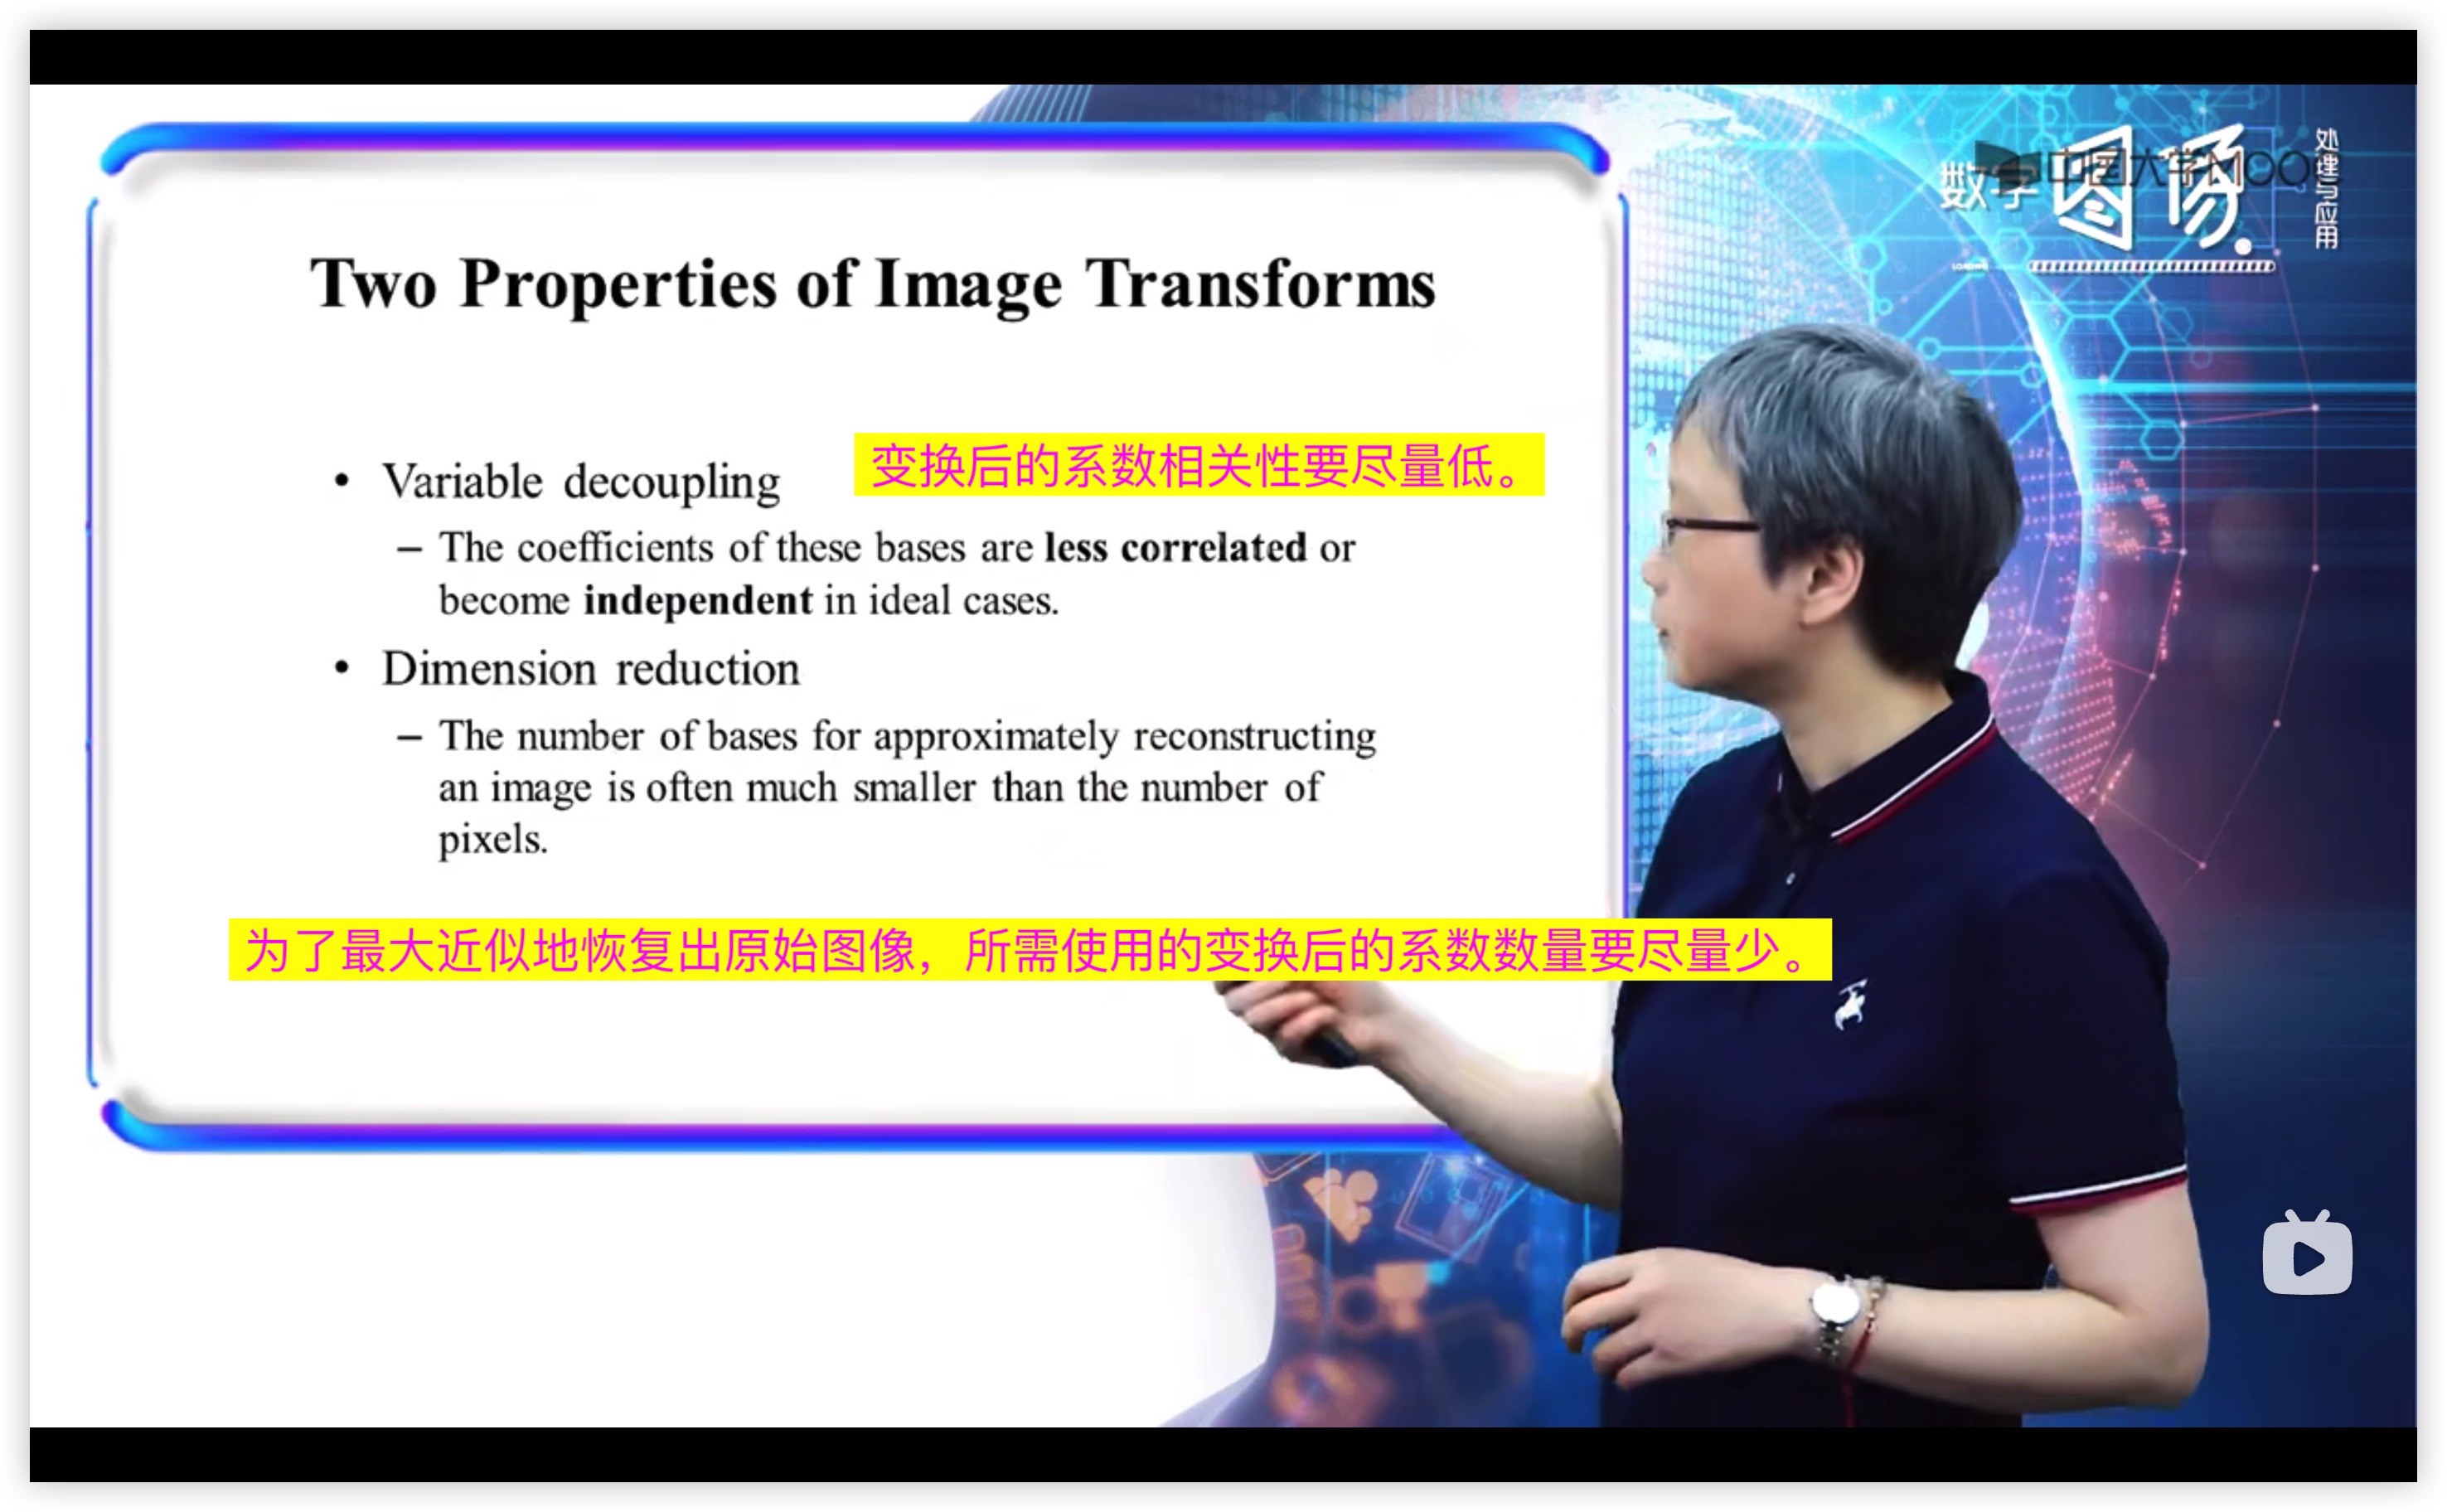 数字图像
处理与应用
中国大学MOOC
LOADING
Two Properties of Image Transforms
• Variable decoupling
变换后的系数相关性要尽量低。
– The coefficients of these bases are less correlated or
become independent in ideal cases.
• Dimension reduction
– The number of bases for approximately reconstructing
an image is often much smaller than the number of
pixels.
为了最大近似地恢复出原始图像，所需使用的变换后的系数数量要尽量少。